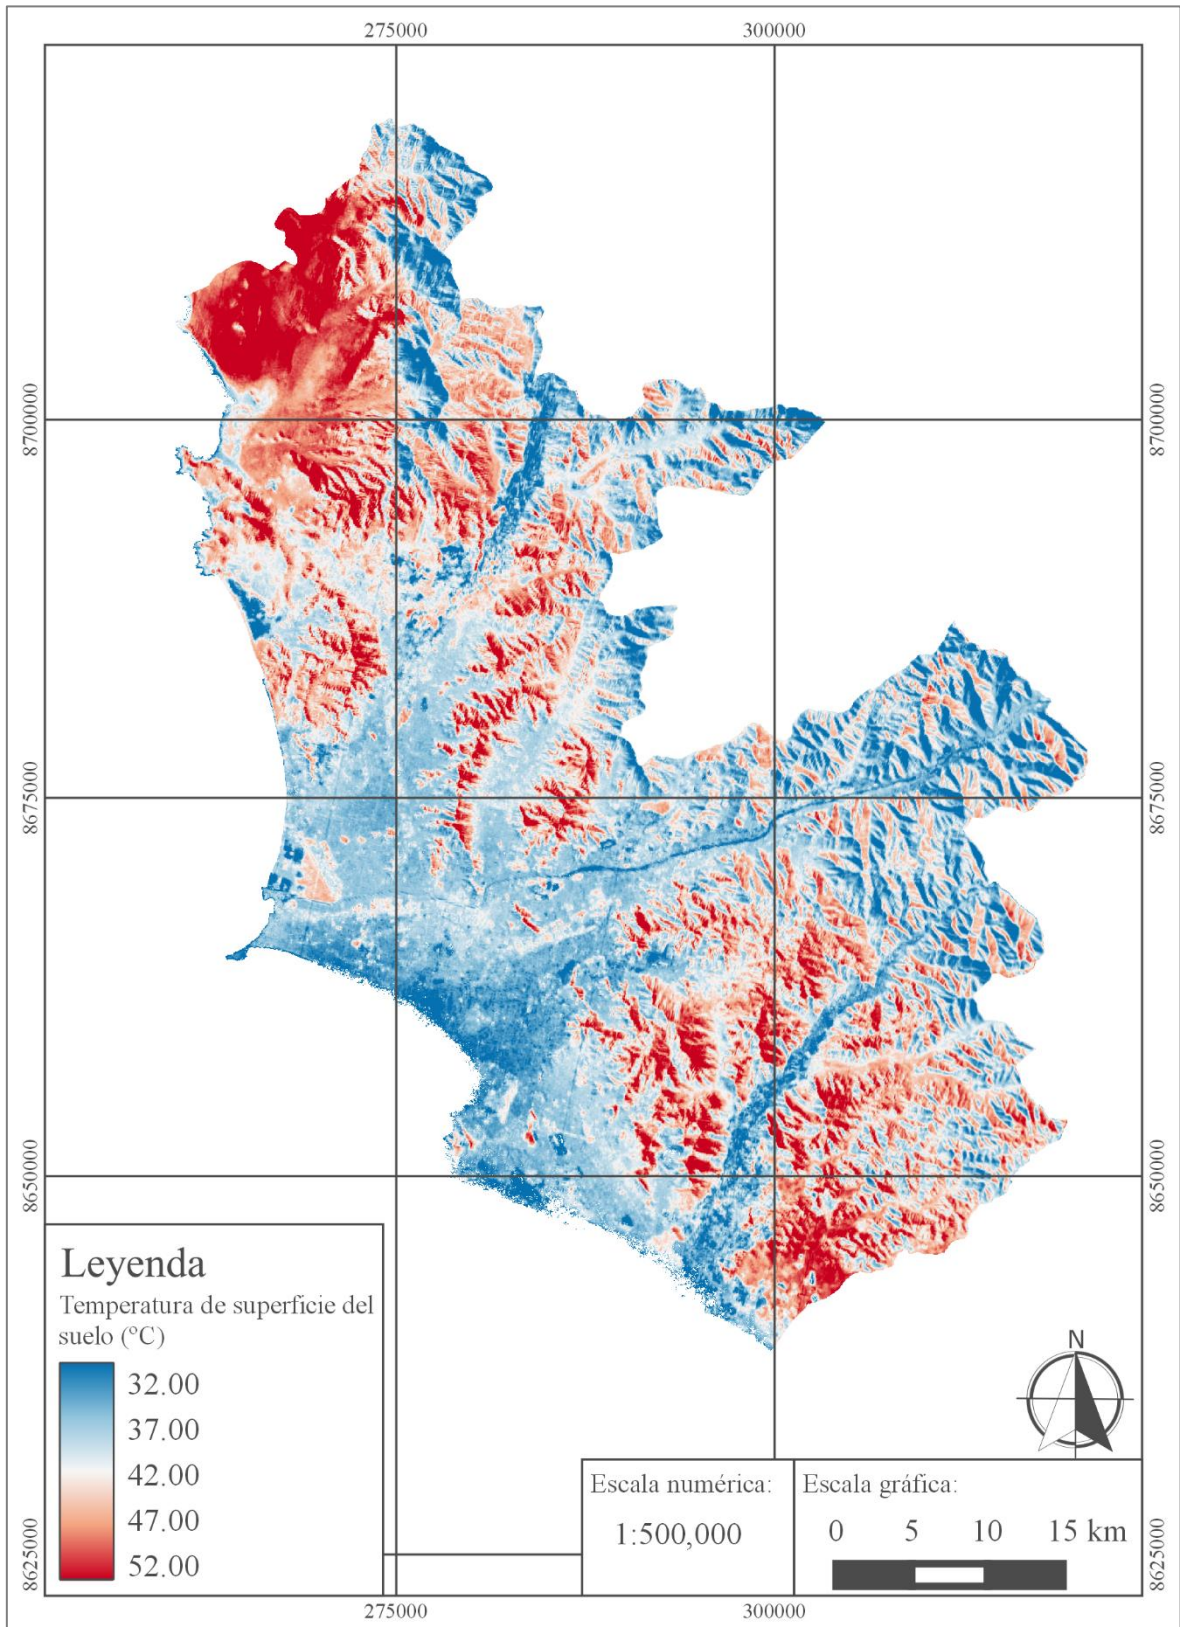 275000 300000
8700000 8700000
8675000 8675000
8650000 8650000
Leyenda
Temperatura de superficie del
suelo (ºC)
32.00
37.00
42.00
47.00
52.00
N
Escala numérica:
1:500,000
Escala gráfica:
0 5 10 15 km
8625000 8625000
275000 300000